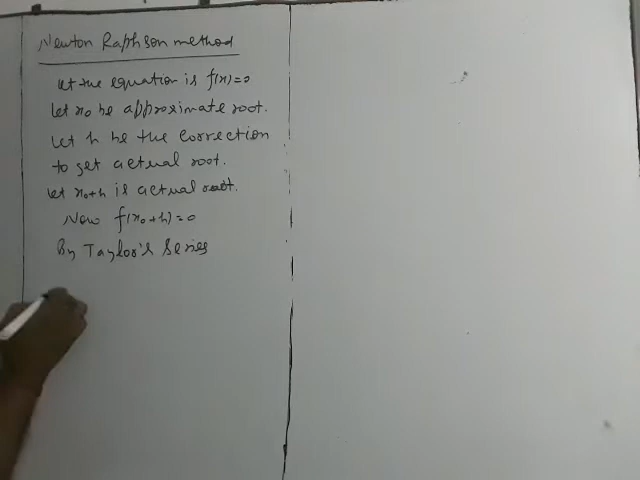 Newton Raphson method
Let the equation is f(x)=0
Let x₀ be approximate root.
Let h be the correction
to get actual root.
Let x₀+h is actual root.
Now f(x₀+h)=0
By Taylor's Series